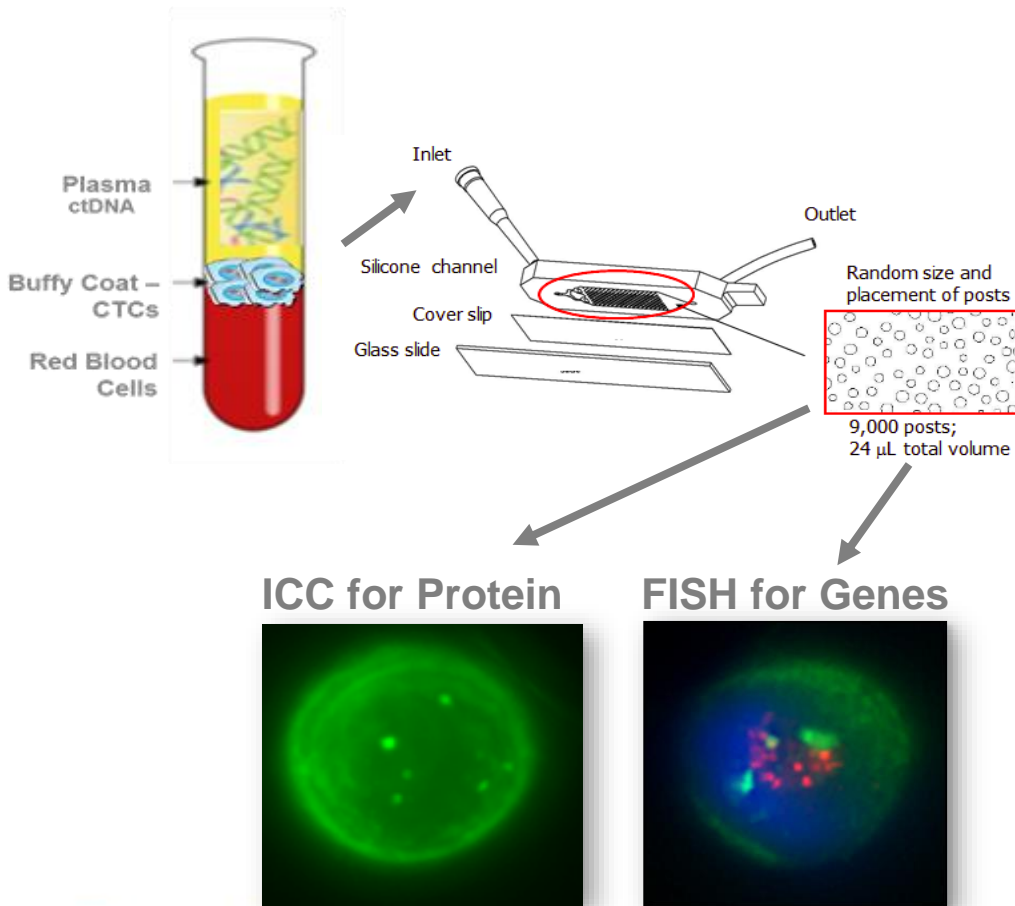 Plasma
ctDNA
Buffy Coat –
CTCs
Red Blood
Cells
Inlet
Outlet
Silicone channel
Cover slip
Glass slide
Random size and
placement of posts
9,000 posts;
24 μL total volume
ICC for Protein
FISH for Genes